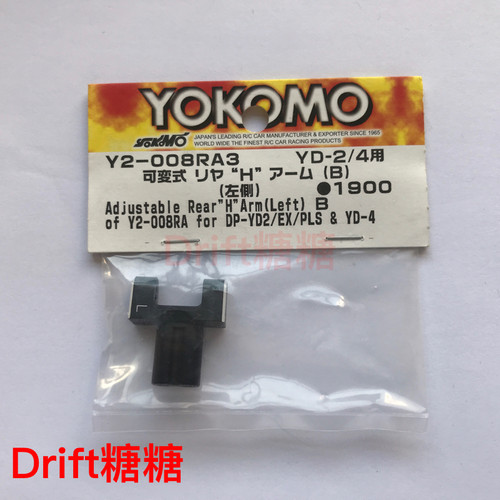 YOKOMO
YOKOMO
JAPAN'S LEADING R/C CAR MANUFACTURER & EXPORTER SINCE 1965
WORLD WIDE THE FINEST R/C CAR RACING PRODUCTS
Y2-008RA3 YD-2/4用
可変式 リヤ "H" アーム (B)
(左側) ●1900
Adjustable Rear"H"Arm(Left) B
of Y2-008RA for DP-YD2/EX/PLS & YD-4
Drift糖糖
L
Drift糖糖